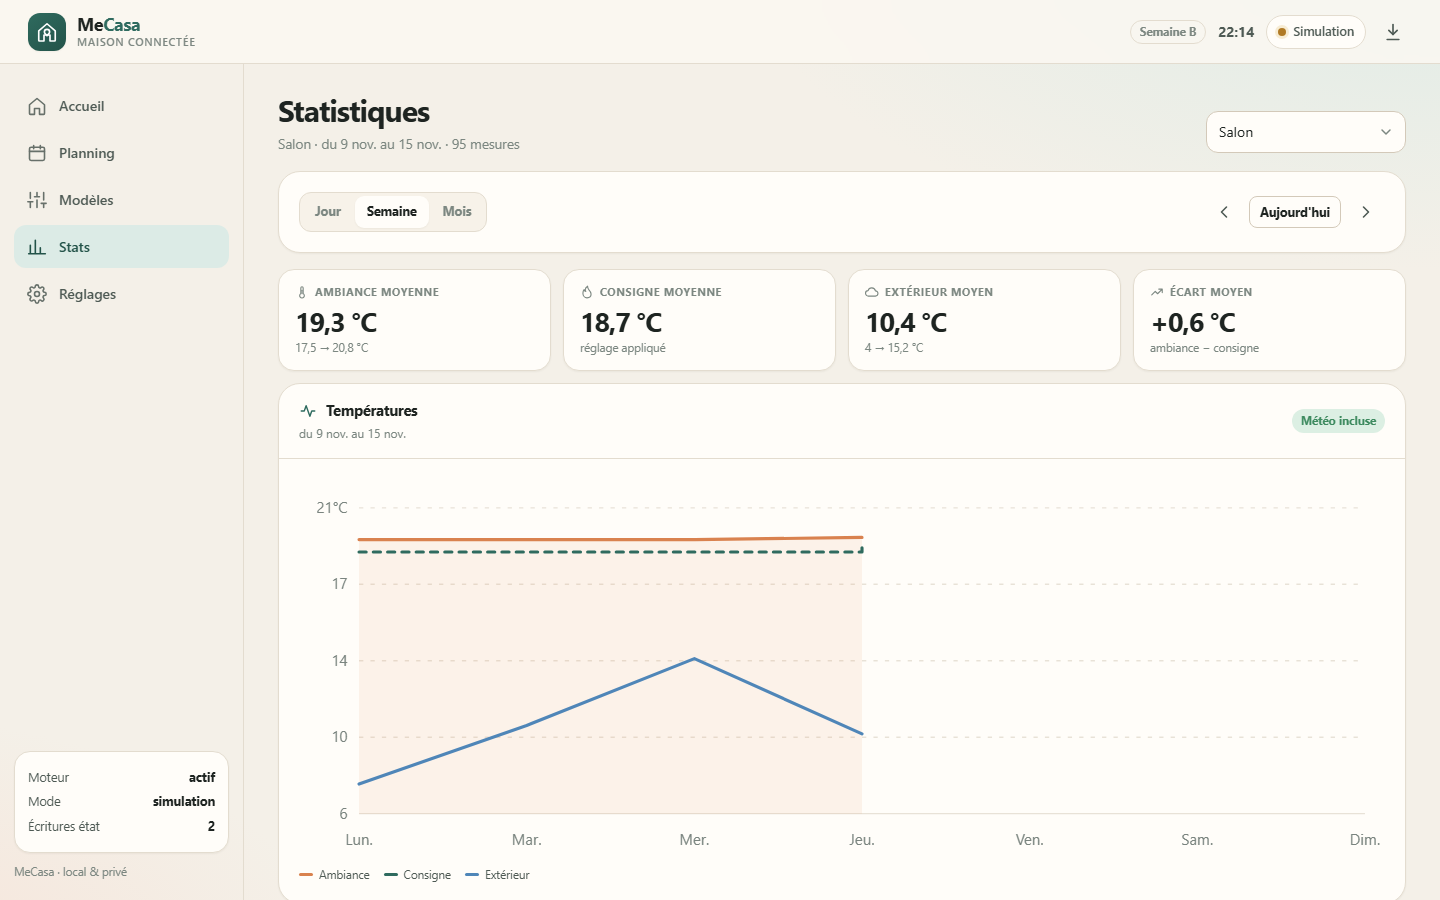 MeCasa
MAISON CONNECTÉE
Semaine B
22:14
Simulation
Accueil
Planning
Modèles
Stats
Réglages
Moteur actif
Mode simulation
Écritures état 2
MeCasa · local & privé
Statistiques
Salon · du 9 nov. au 15 nov. · 95 mesures
Salon
Jour Semaine Mois
Aujourd'hui
AMBIANCE MOYENNE
19,3 °C
17,5 → 20,8 °C
CONSIGNE MOYENNE
18,7 °C
réglage appliqué
EXTÉRIEUR MOYEN
10,4 °C
4 → 15,2 °C
ÉCART MOYEN
+0,6 °C
ambiance − consigne
Températures
du 9 nov. au 15 nov.
Météo incluse
21°C
17
14
10
6
Lun. Mar. Mer. Jeu. Ven. Sam. Dim.
Ambiance Consigne Extérieur